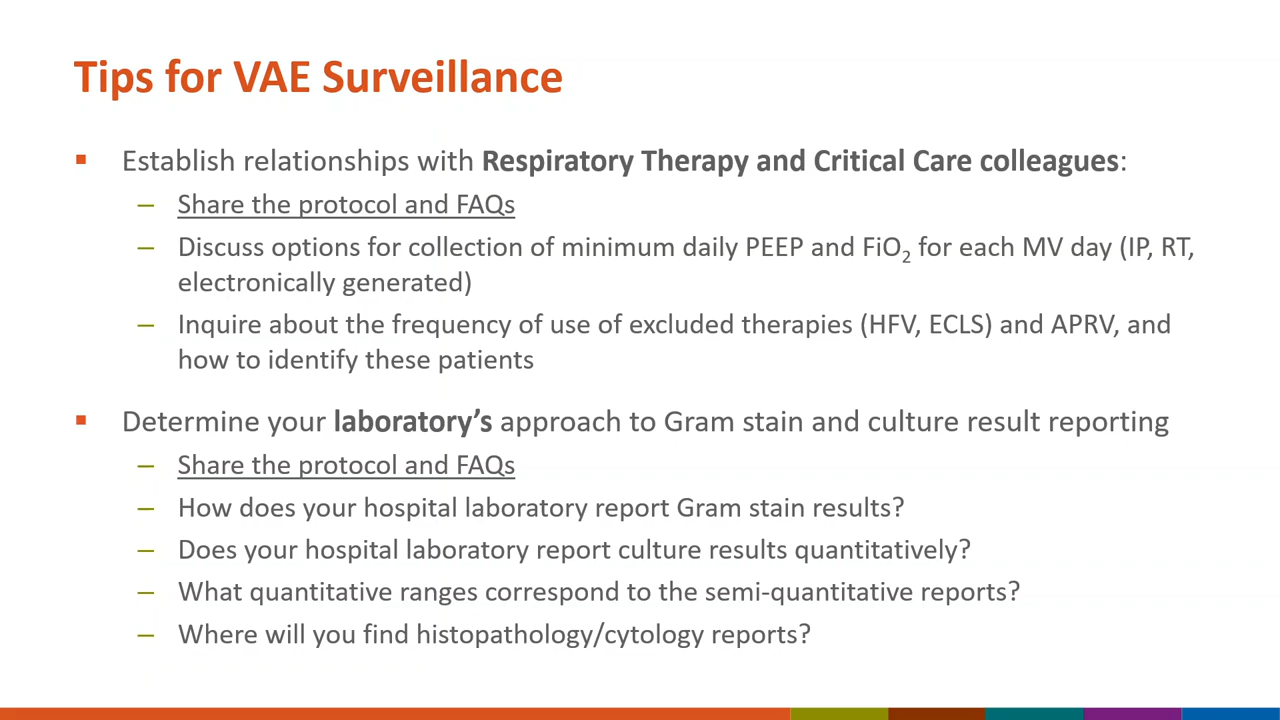 Tips for VAE Surveillance
▪ Establish relationships with Respiratory Therapy and Critical Care colleagues:
– Share the protocol and FAQs
– Discuss options for collection of minimum daily PEEP and FiO₂ for each MV day (IP, RT,
electronically generated)
– Inquire about the frequency of use of excluded therapies (HFV, ECLS) and APRV, and
how to identify these patients
▪ Determine your laboratory’s approach to Gram stain and culture result reporting
– Share the protocol and FAQs
– How does your hospital laboratory report Gram stain results?
– Does your hospital laboratory report culture results quantitatively?
– What quantitative ranges correspond to the semi-quantitative reports?
– Where will you find histopathology/cytology reports?